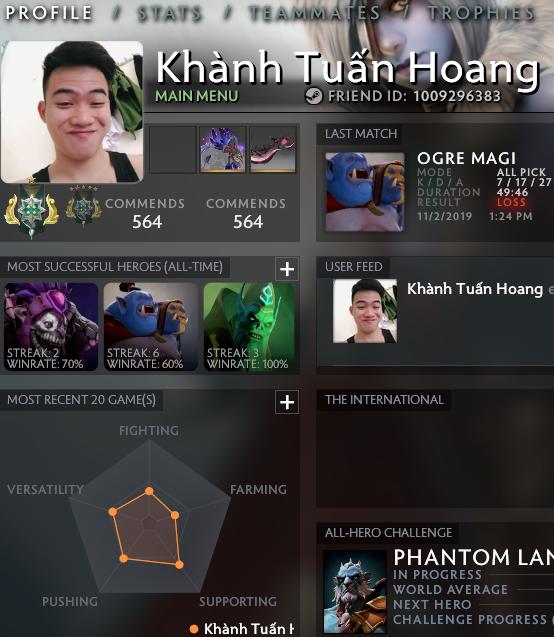 PROFILE / STATS / TEAMMATES / TROPHIES
Khành Tuấn Hoang
MAIN MENU
FRIEND ID: 1009296383
COMMENDS
564
COMMENDS
564
LAST MATCH
OGRE MAGI
MODE ALL PICK
K / D / A 7 / 17 / 27
DURATION 49:46
RESULT LOSS
11/2/2019 1:24 PM
MOST SUCCESSFUL HEROES (ALL-TIME)
+
STREAK: 2
WINRATE: 70%
STREAK: 6
WINRATE: 60%
STREAK: 3
WINRATE: 100%
USER FEED
Khành Tuấn Hoang e
MOST RECENT 20 GAME(S)
+
FIGHTING
VERSATILITY
FARMING
PUSHING
SUPPORTING
Khành Tuấn H
THE INTERNATIONAL
ALL-HERO CHALLENGE
PHANTOM LAN
IN PROGRESS
WORLD AVERAGE
NEXT HERO
CHALLENGE PROGRESS